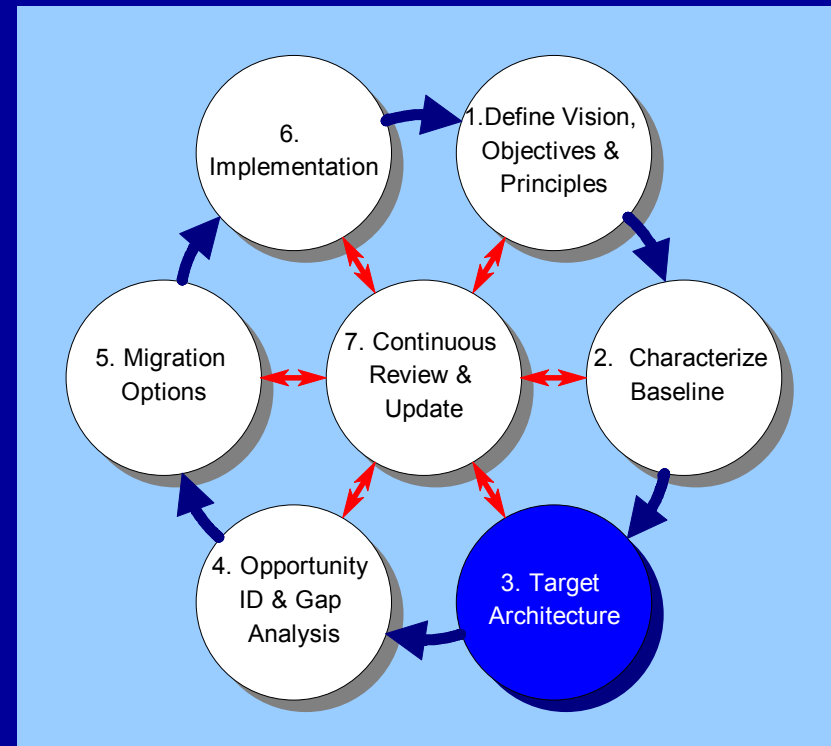 1.Define Vision,
Objectives &
Principles
2. Characterize
Baseline
3. Target
Architecture
4. Opportunity
ID & Gap
Analysis
5. Migration
Options
6.
Implementation
7. Continuous
Review &
Update